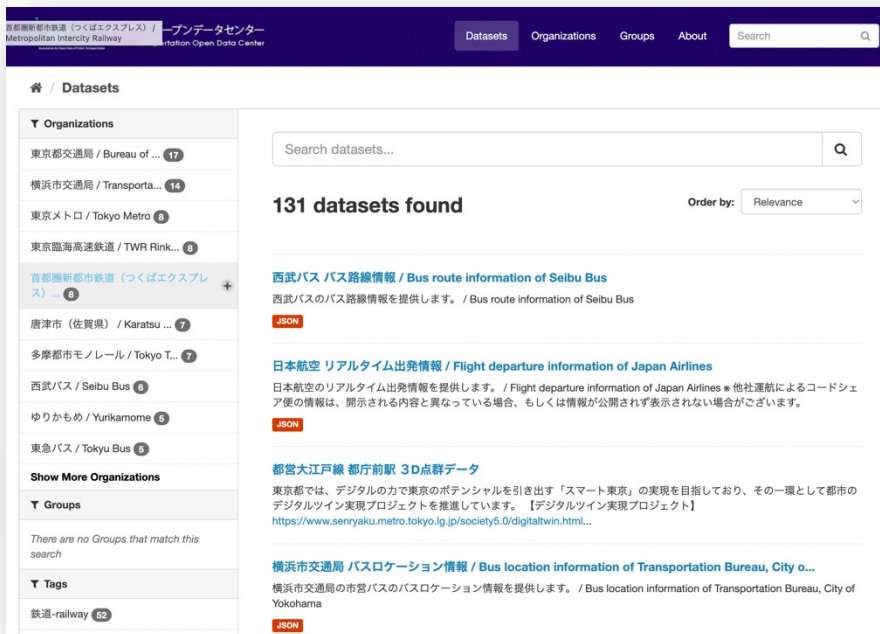 首都圏新都市鉄道（つくばエクスプレス） /
Metropolitan Intercity Railway
ープンデータセンター
rtation Open Data Center
Datasets
Organizations
Groups
About
Search
/ Datasets
Organizations
東京都交通局 / Bureau of ... 17
横浜市交通局 / Transporta... 14
東京メトロ / Tokyo Metro 8
東京臨海高速鉄道 / TWR Rink... 8
首都圏新都市鉄道（つくばエクスプレ
ス） ... 8
+
唐津市（佐賀県） / Karatsu ... 7
多摩都市モノレール / Tokyo T... 7
西武バス / Seibu Bus 6
ゆりかもめ / Yurikamome 5
東急バス / Tokyu Bus 5
Show More Organizations
Groups
There are no Groups that match this
search
Tags
鉄道-railway 52
Search datasets...
131 datasets found
Order by:
Relevance
西武バス バス路線情報 / Bus route information of Seibu Bus
西武バスのバス路線情報を提供します。 / Bus route information of Seibu Bus
JSON
日本航空 リアルタイム出発情報 / Flight departure information of Japan Airlines
日本航空のリアルタイム出発情報を提供します。 / Flight departure information of Japan Airlines ※ 他社運航によるコードシェ
ア便の情報は、開示される内容と異なっている場合、もしくは情報が公開されず表示されない場合がございます。
JSON
都営大江戸線 都庁前駅 ３D点群データ
東京都では、デジタルの力で東京のポテンシャルを引き出す「スマート東京」の実現を目指しており、その一環として都市の
デジタルツイン実現プロジェクトを推進しています。 【デジタルツイン実現プロジェクト】
https://www.senryaku.metro.tokyo.lg.jp/society5.0/digitaltwin.html...
横浜市交通局 バスロケーション情報 / Bus location information of Transportation Bureau, City o...
横浜市交通局の市営バスのバスロケーション情報を提供します。 / Bus location information of Transportation Bureau, City of
Yokohama
JSON